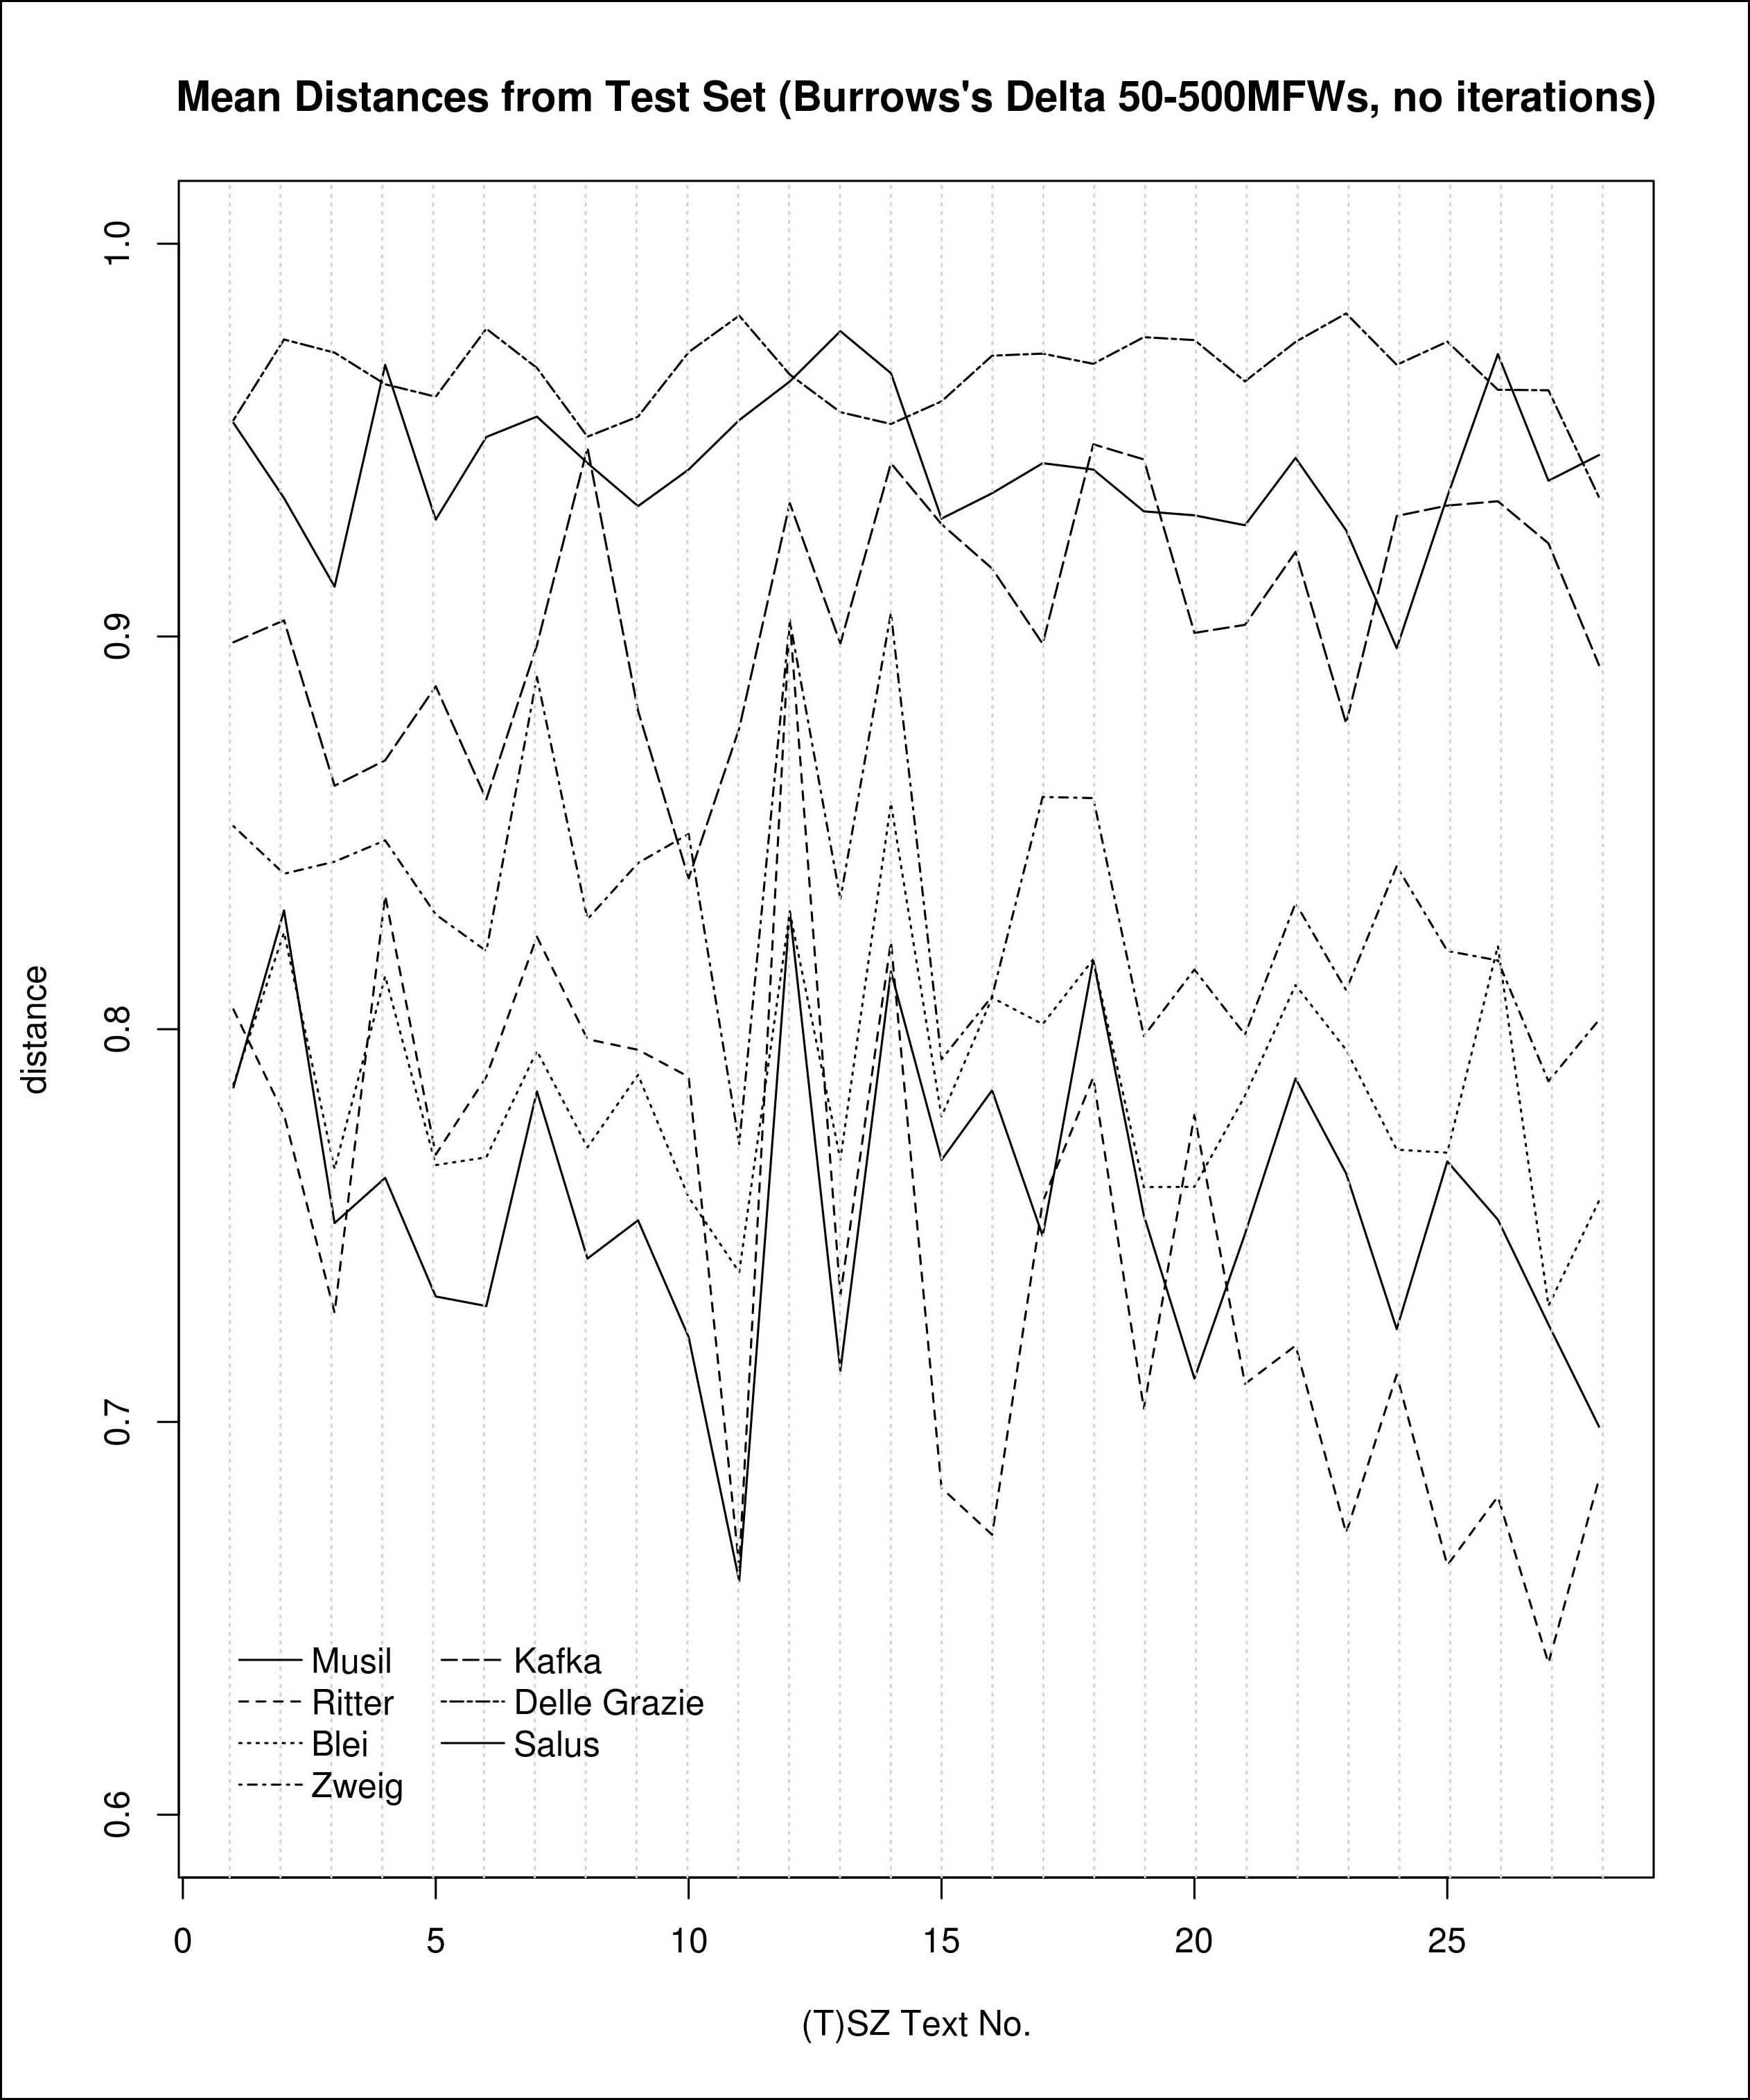 Mean Distances from Test Set (Burrows's Delta 50-500MFWs, no iterations)
1.0
0.9
0.8
0.7
0.6
distance
Musil
Ritter
Blei
Zweig
Kafka
Delle Grazie
Salus
0 5 10 15 20 25
(T)SZ Text No.